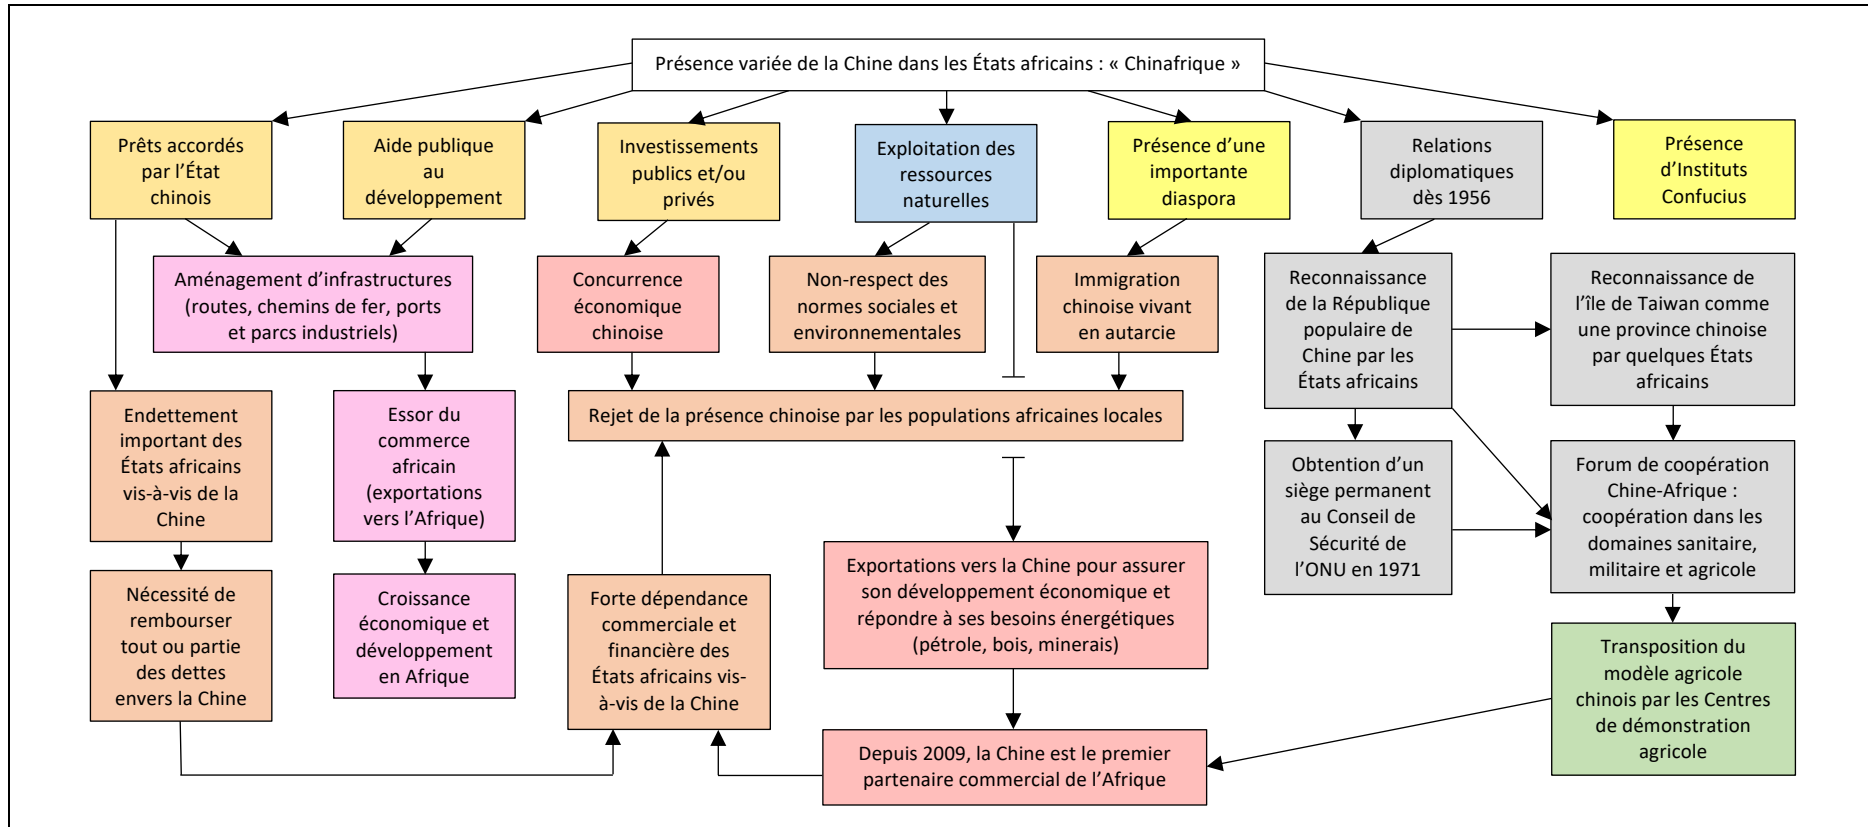 Présence variée de la Chine dans les États africains : « Chinafrique »
Prêts accordés
par l’État
chinois
Aide publique
au
développement
Investissements
publics et/ou
privés
Exploitation des
ressources
naturelles
Présence d’une
importante
diaspora
Relations
diplomatiques
dès 1956
Présence
d’Instituts
Confucius
Aménagement d’infrastructures
(routes, chemins de fer, ports
et parcs industriels)
Concurrence
économique
chinoise
Non-respect des
normes sociales et
environnementales
Immigration
chinoise vivant
en autarcie
Reconnaissance
de la République
populaire de
Chine par les
États africains
Reconnaissance de
l’île de Taiwan comme
une province chinoise
par quelques États
africains
Endettement
important des
États africains
vis-à-vis de la
Chine
Essor du
commerce
africain
(exportations
vers l’Afrique)
Rejet de la présence chinoise par les populations africaines locales
Obtention d’un
siège permanent
au Conseil de
Sécurité de
l’ONU en 1971
Forum de coopération
Chine-Afrique :
coopération dans les
domaines sanitaire,
militaire et agricole
Nécessité de
rembourser
tout ou partie
des dettes
envers la Chine
Croissance
économique et
développement
en Afrique
Forte dépendance
commerciale et
financière des
États africains vis-
à-vis de la Chine
Exportations vers la Chine pour assurer
son développement économique et
répondre à ses besoins énergétiques
(pétrole, bois, minerais)
Transposition du
modèle agricole
chinois par les Centres
de démonstration
agricole
Depuis 2009, la Chine est le premier
partenaire commercial de l’Afrique